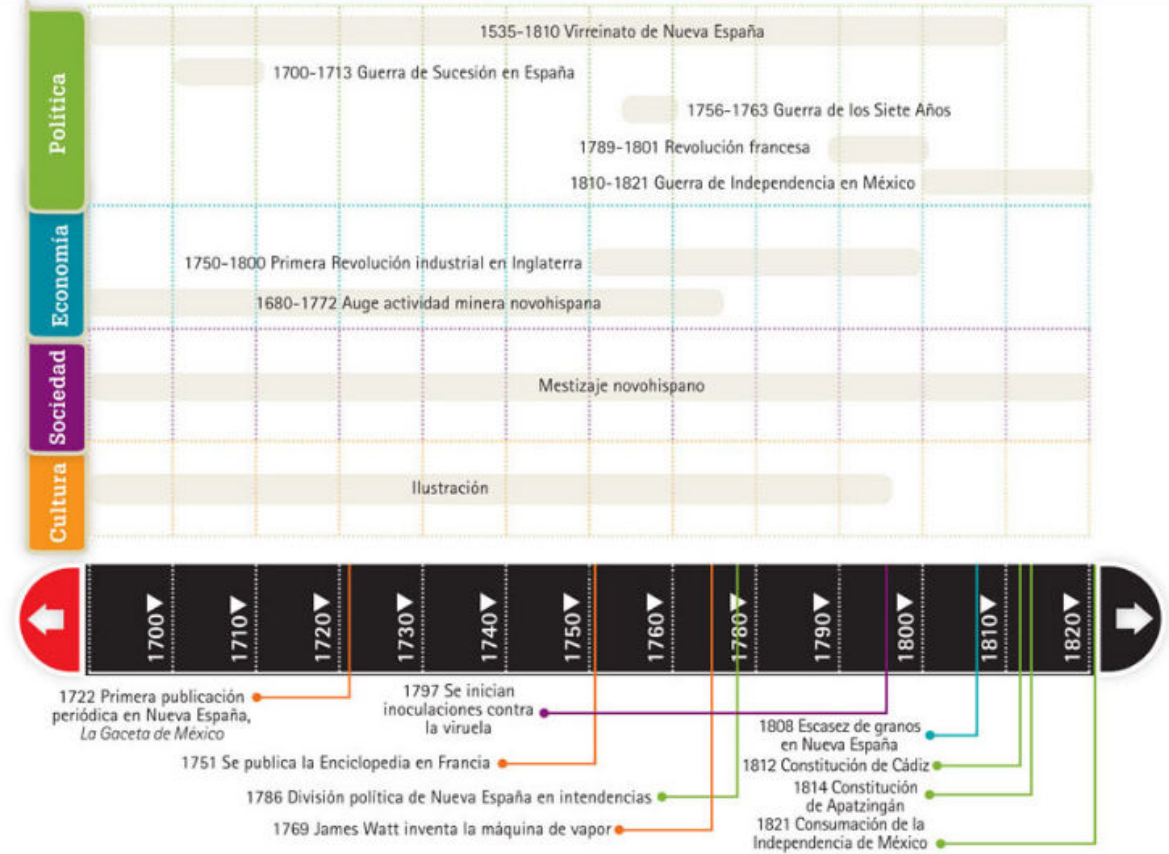 Política
1535-1810 Virreinato de Nueva España
1700-1713 Guerra de Sucesión en España
1756-1763 Guerra de los Siete Años
1789-1801 Revolución francesa
1810-1821 Guerra de Independencia en México
Economía
1750-1800 Primera Revolución industrial en Inglaterra
1680-1772 Auge actividad minera novohispana
Sociedad
Mestizaje novohispano
Cultura
Ilustración
1700
1710
1720
1730
1740
1750
1760
1780
1790
1800
1810
1820
1722 Primera publicación
periódica en Nueva España,
La Gaceta de México
1797 Se inician
inoculaciones contra
la viruela
1808 Escasez de granos
en Nueva España
1751 Se publica la Enciclopedia en Francia
1812 Constitución de Cádiz
1786 División política de Nueva España en intendencias
1814 Constitución
de Apatzingán
1769 James Watt inventa la máquina de vapor
1821 Consumación de la
Independencia de México